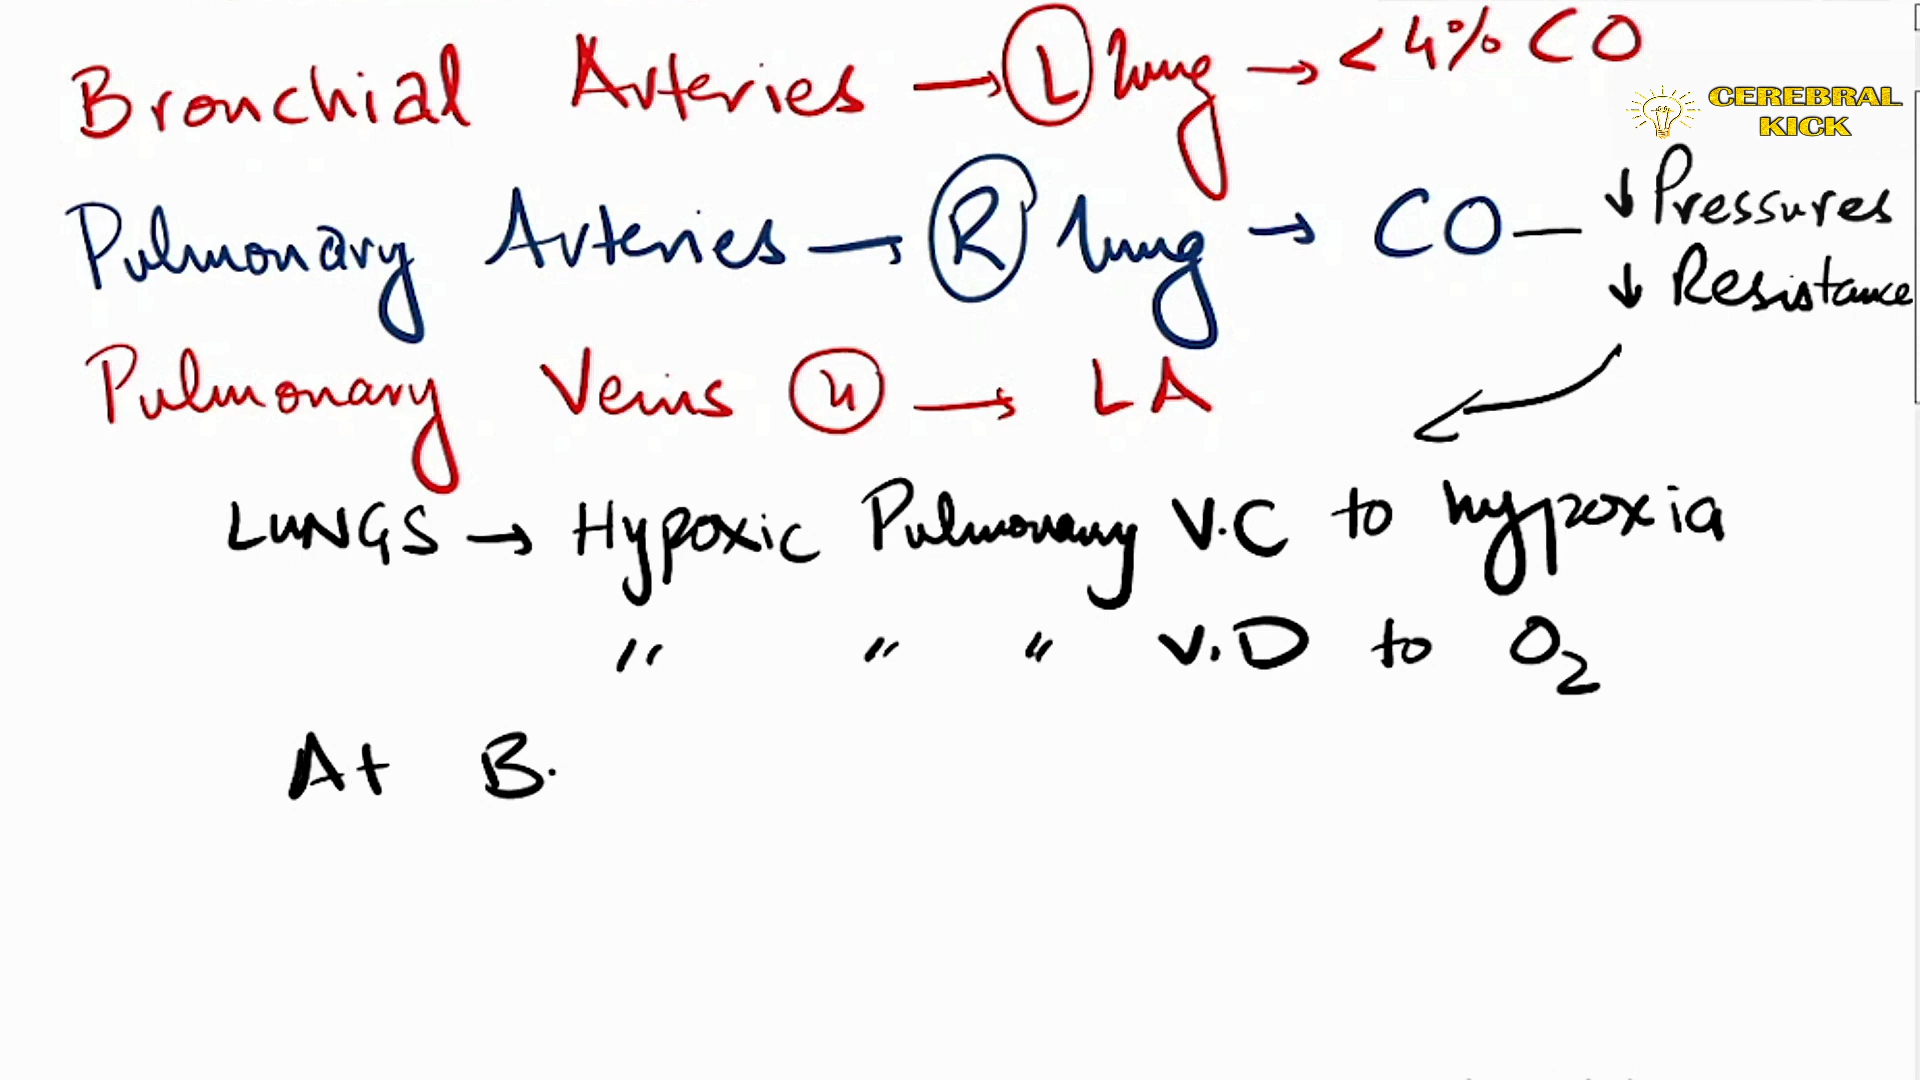 Bronchial Arteries → L lung → < 4% CO
CEREBRAL
KICK
Pulmonary Arteries → R lung → CO — ↓ Pressures
↓ Resistance
Pulmonary Veins 4 → LA
LUNGS → Hypoxic Pulmonary V.C to hypoxia
" " " V.D to O₂
At B.